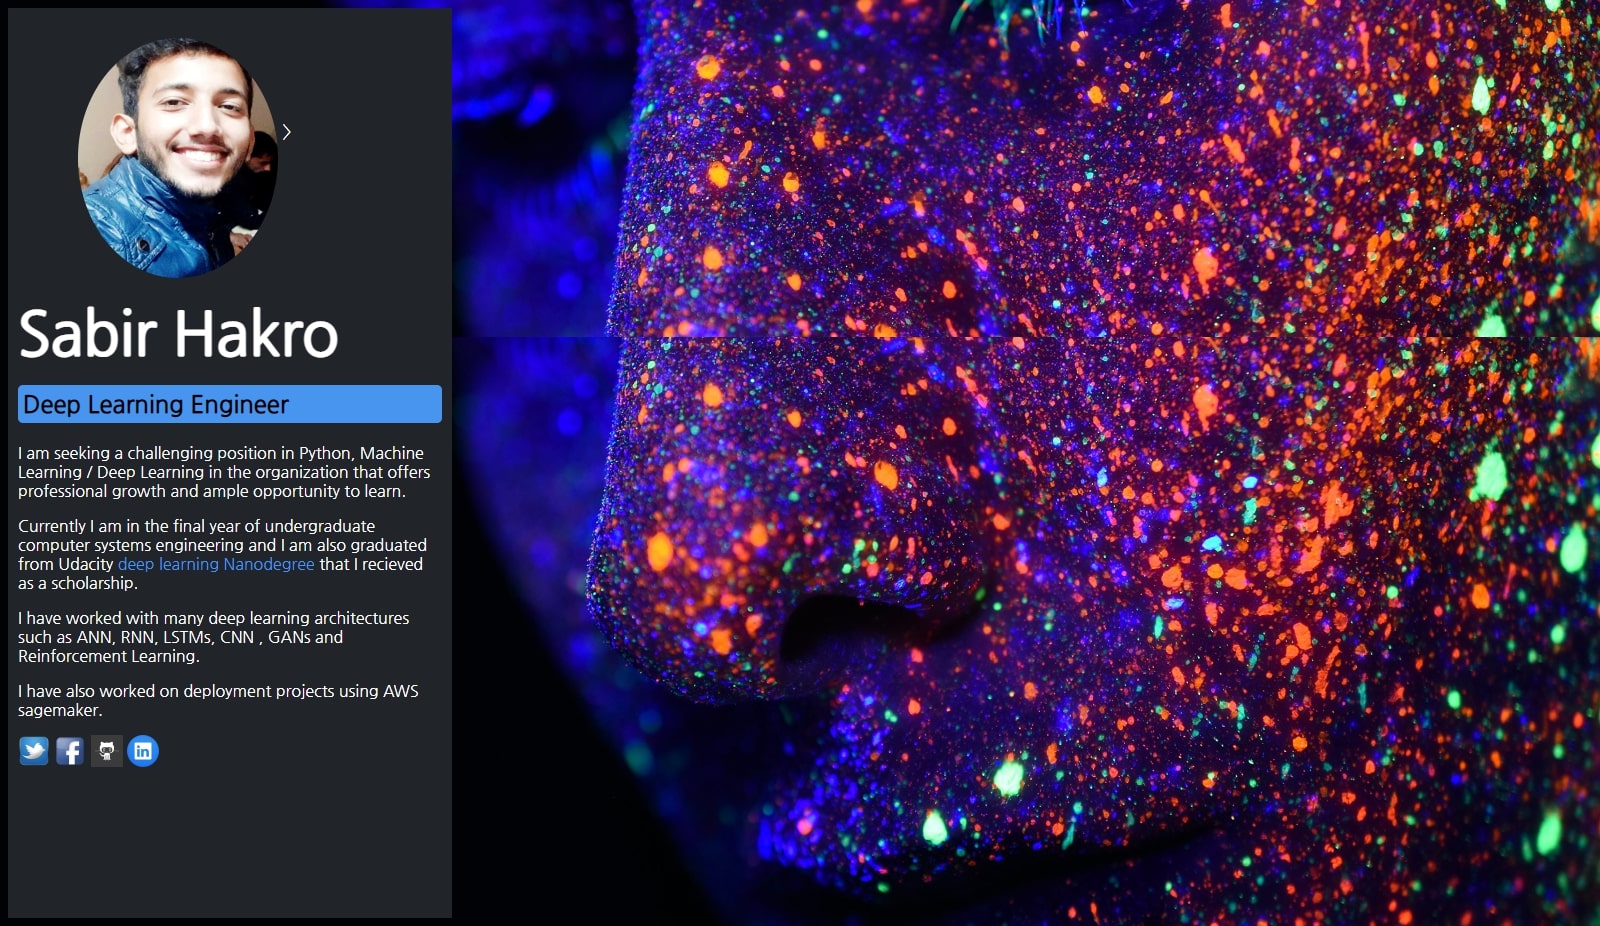 Sabir Hakro
Deep Learning Engineer
I am seeking a challenging position in Python, Machine
Learning / Deep Learning in the organization that offers
professional growth and ample opportunity to learn.
Currently I am in the final year of undergraduate
computer systems engineering and I am also graduated
from Udacity deep learning Nanodegree that I recieved
as a scholarship.
I have worked with many deep learning architectures
such as ANN, RNN, LSTMs, CNN , GANs and
Reinforcement Learning.
I have also worked on deployment projects using AWS
sagemaker.
f in